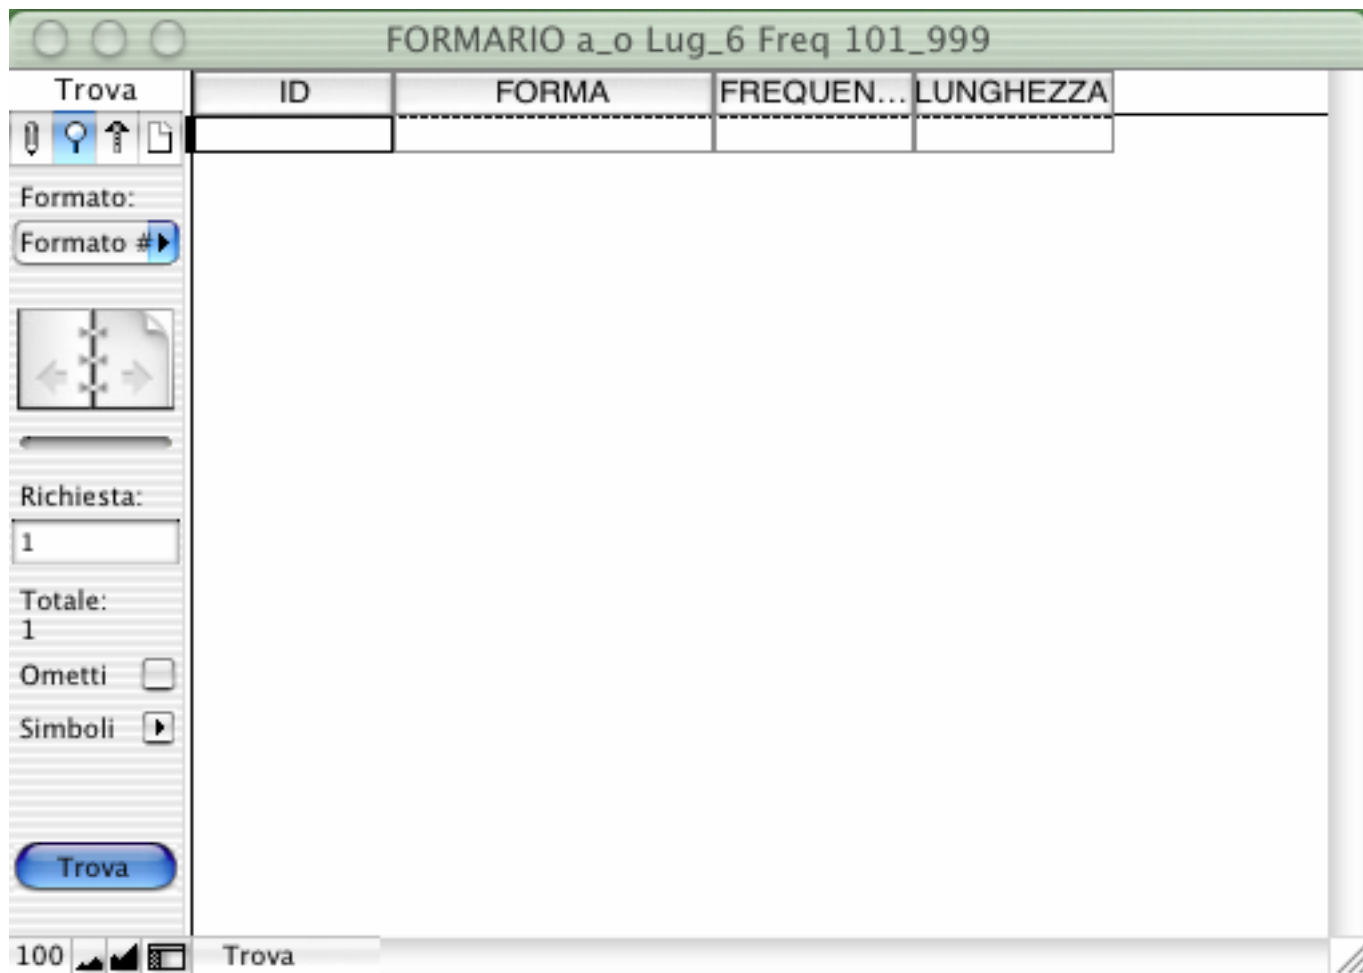 FORMARIO a_o Lug_6 Freq 101_999
Trova
ID FORMA FREQUEN... LUNGHEZZA
Formato:
Formato #
Richiesta:
1
Totale:
1
Ometti
Simboli
Trova
100 Trova